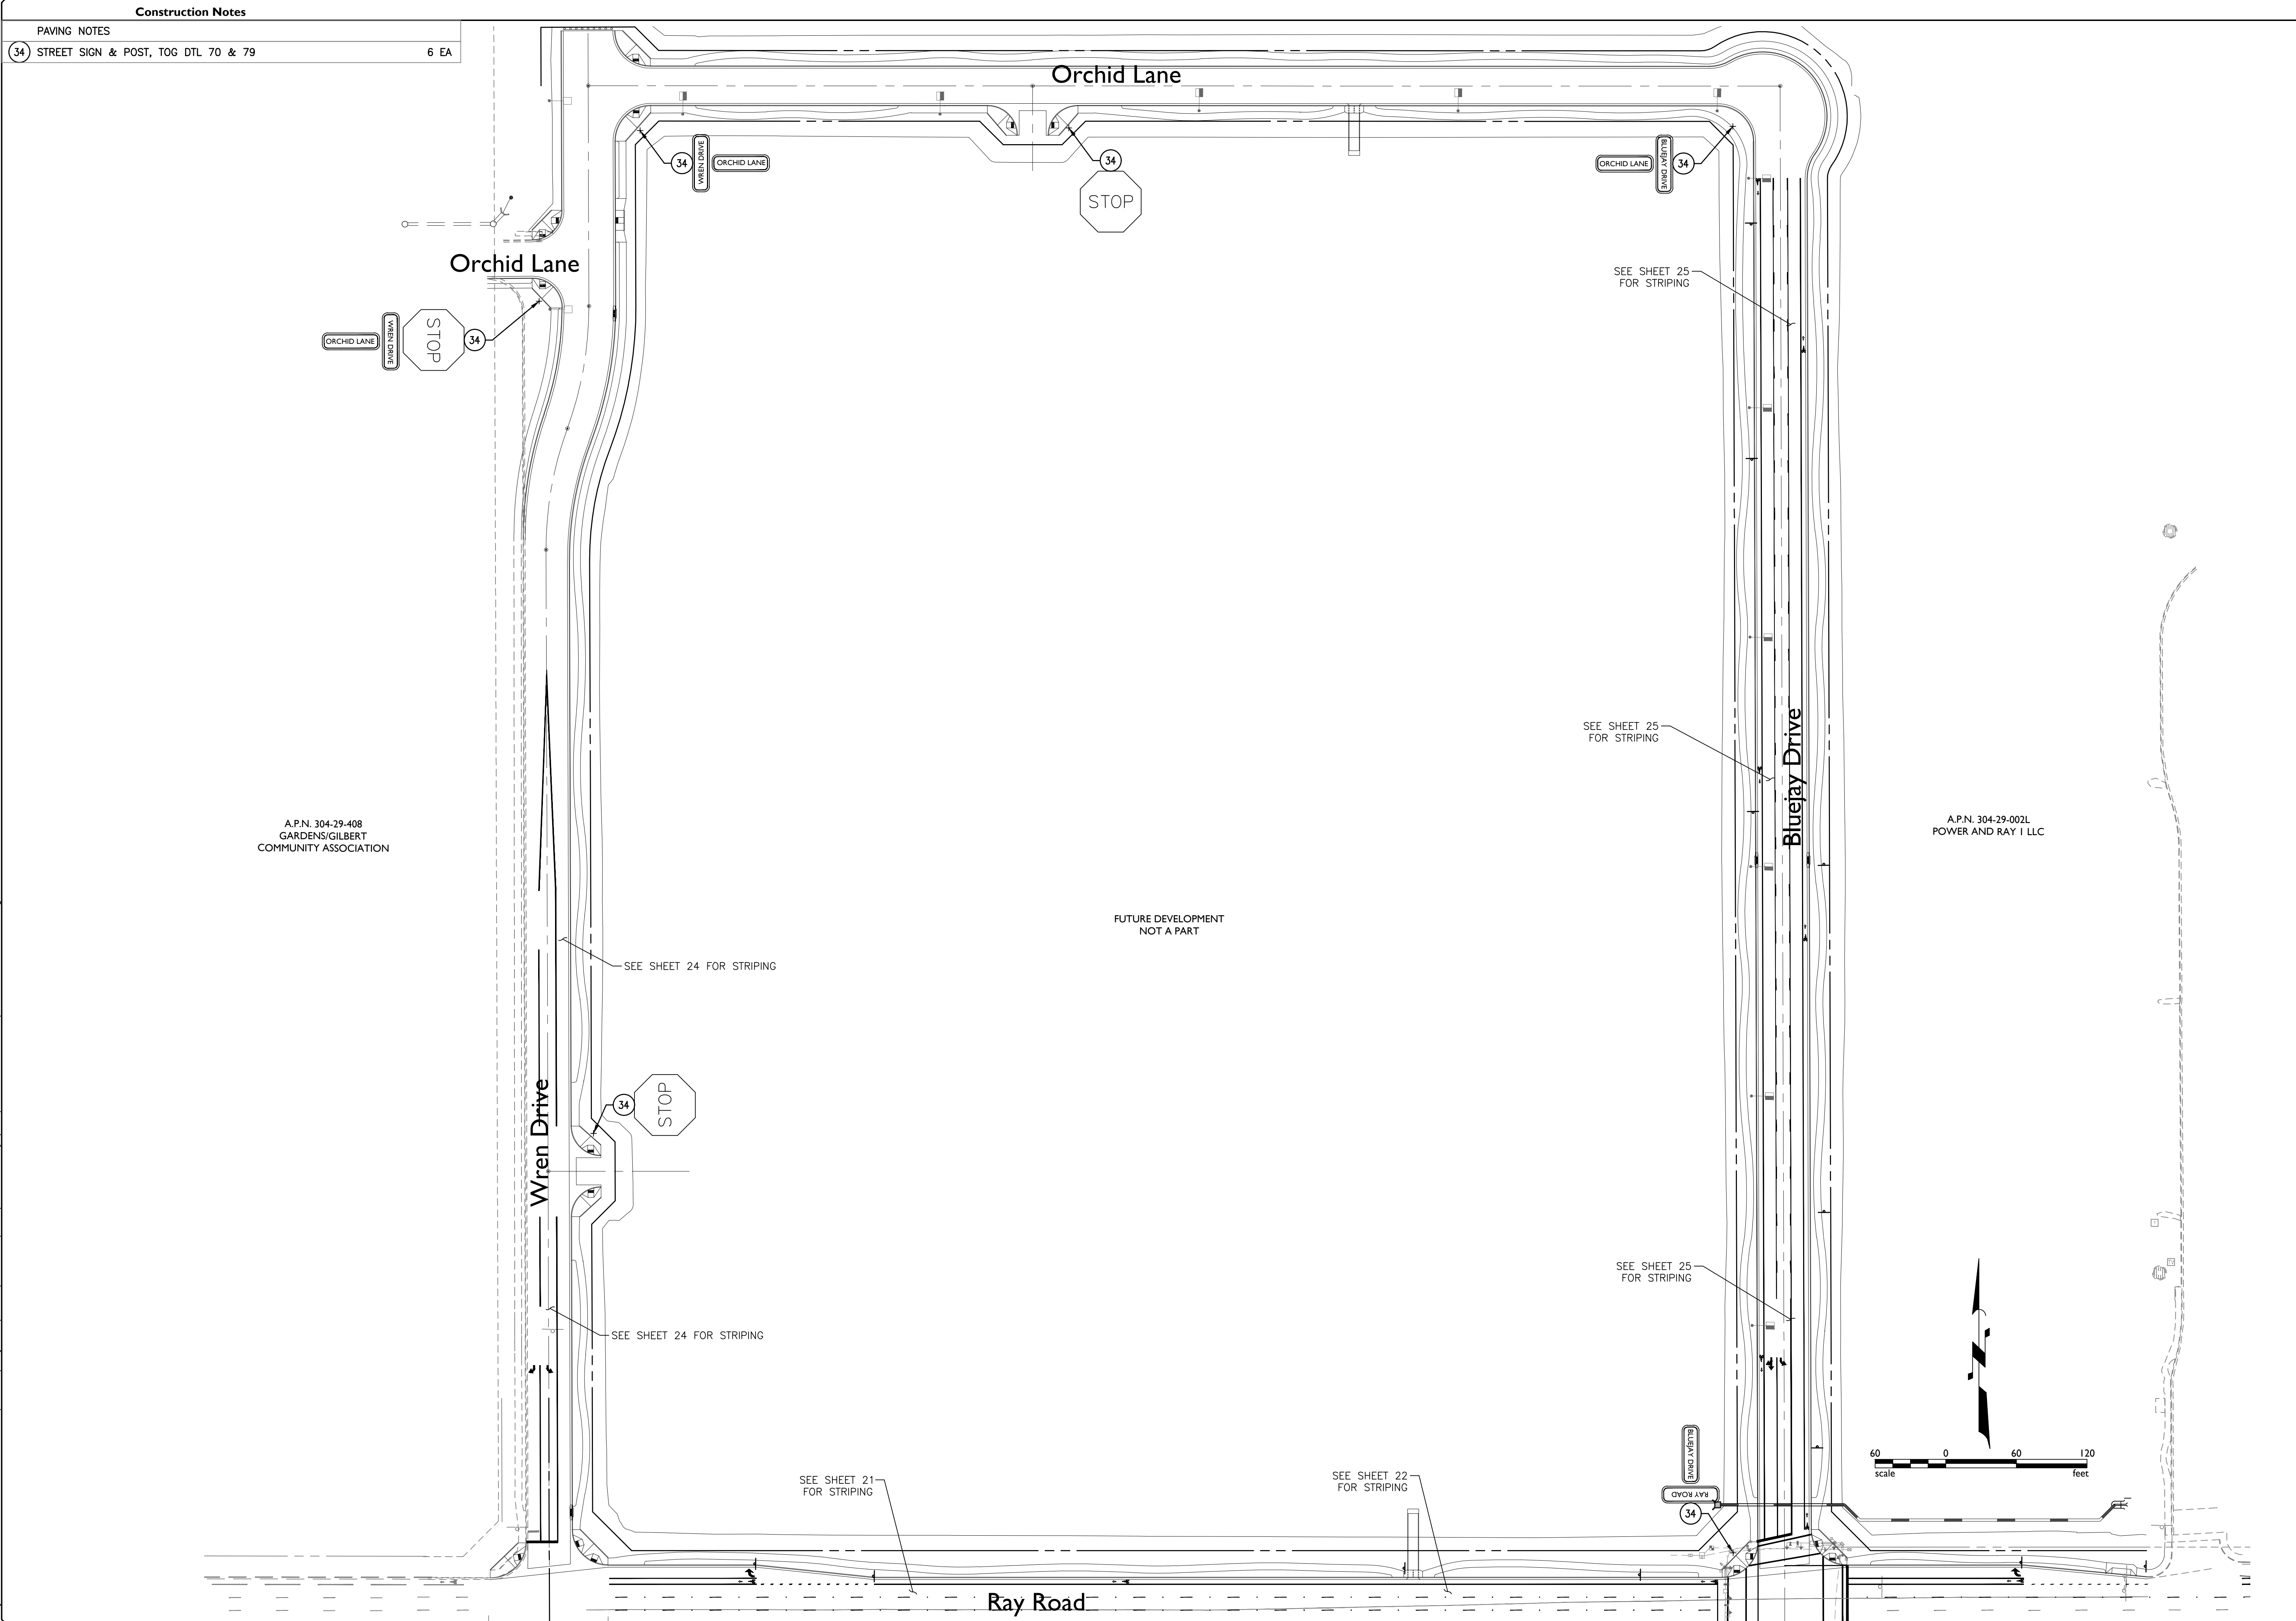 Construction Notes
PAVING NOTES
34 STREET SIGN & POST, TOG DTL 70 & 79 6 EA
Orchid Lane
34
WREN DRIVE
ORCHID LANE
34
STOP
ORCHID LANE
BLUEJAY DRIVE
34
Orchid Lane
ORCHID LANE
WREN DRIVE
STOP
34
SEE SHEET 25
FOR STRIPING
SEE SHEET 25
FOR STRIPING
Bluejay Drive
A.P.N. 304-29-408
GARDENS/GILBERT
COMMUNITY ASSOCIATION
A.P.N. 304-29-002L
POWER AND RAY 1 LLC
FUTURE DEVELOPMENT
NOT A PART
SEE SHEET 24 FOR STRIPING
34
STOP
Wren Drive
SEE SHEET 25
FOR STRIPING
SEE SHEET 24 FOR STRIPING
BLUEJAY DRIVE
RAY ROAD
34
60 0 60 120
scale feet
SEE SHEET 21
FOR STRIPING
SEE SHEET 22
FOR STRIPING
Ray Road